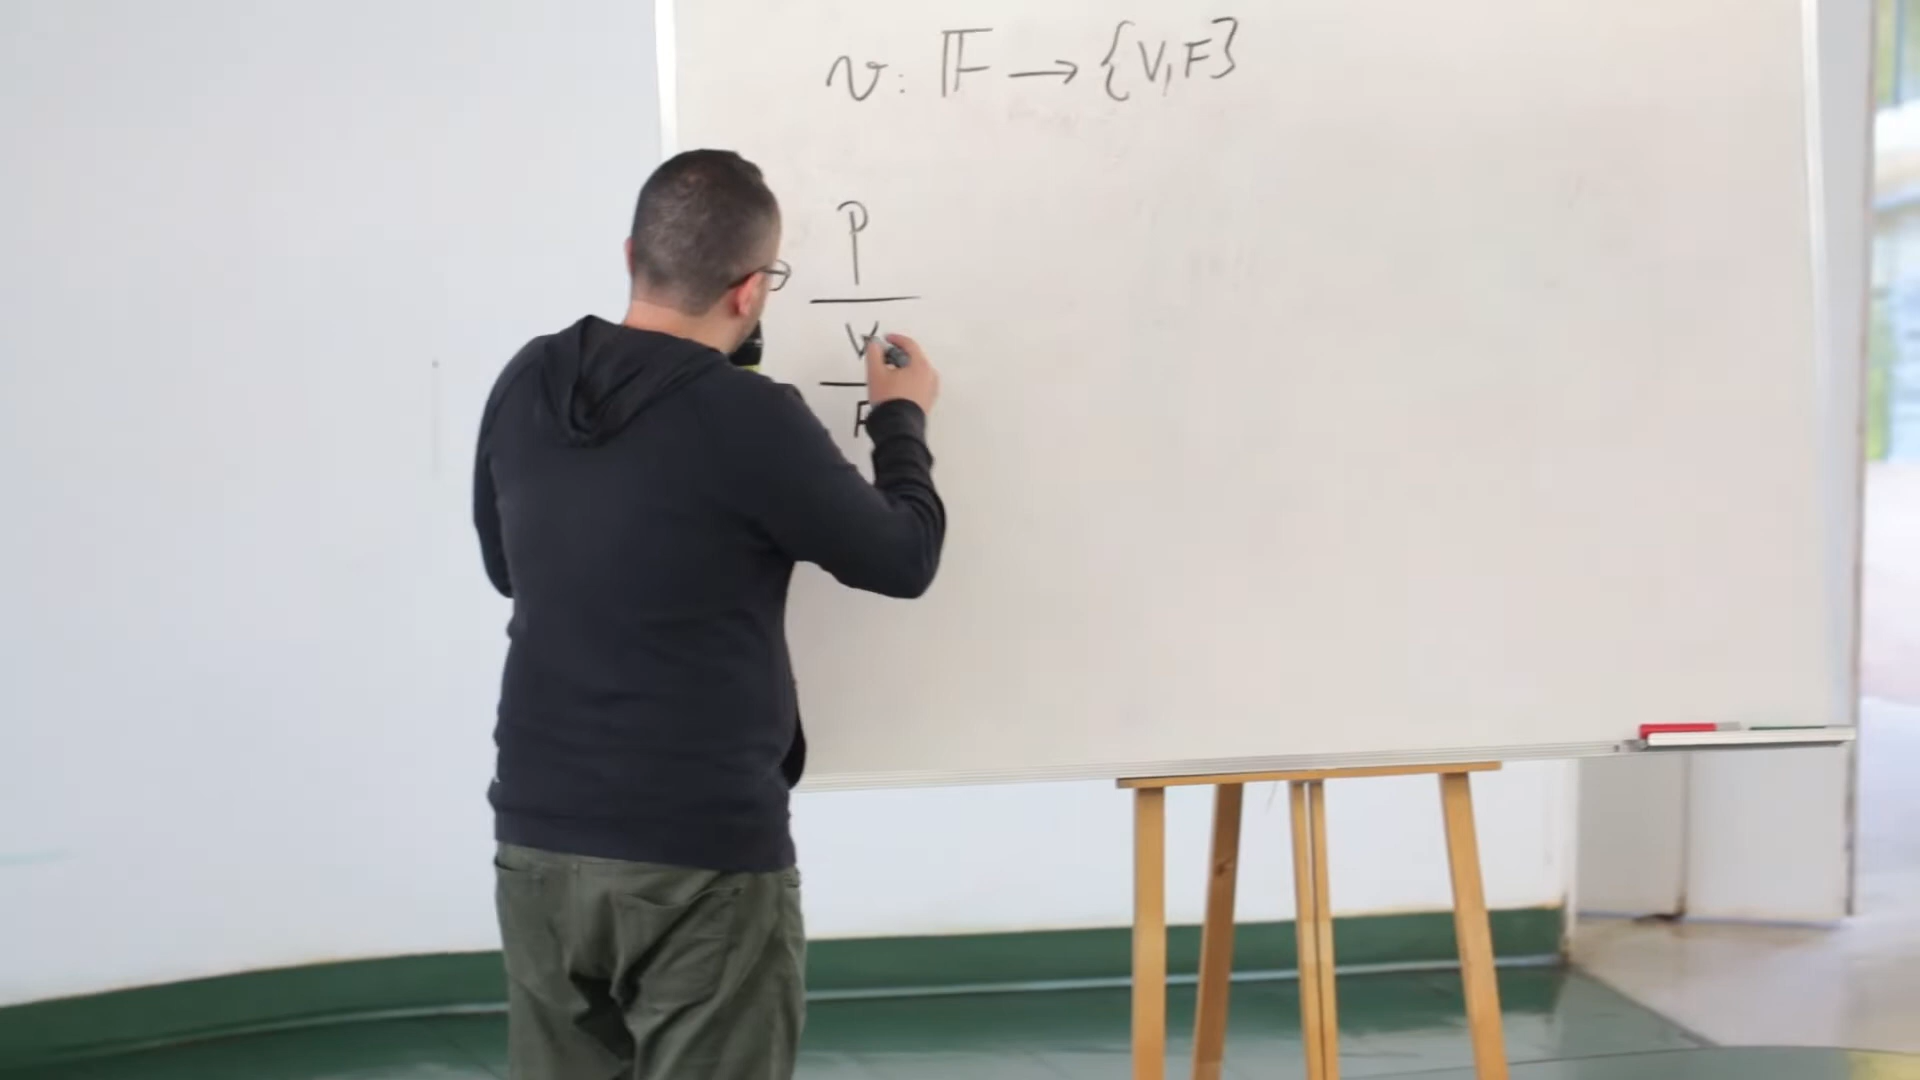 v: 𝔽 → {V, F}
P
V
F